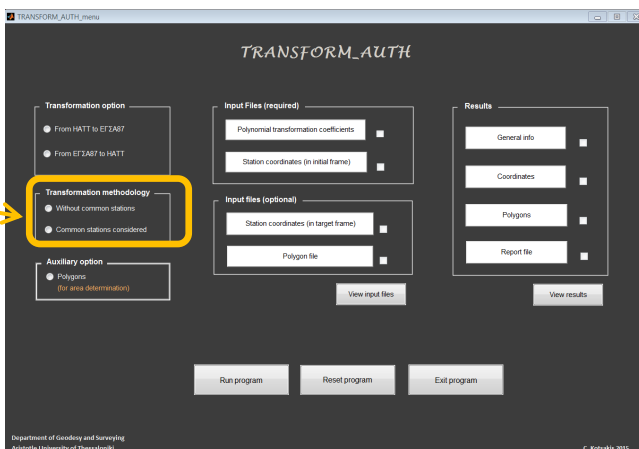 TRANSFORM_AUTH_menu
TRANSFORM_AUTH
Transformation option
From HATT to ΕΓΣΑ87
From ΕΓΣΑ87 to HATT
Transformation methodology
Without common stations
Common stations considered
Auxiliary option
Polygons
(for area determination)
Input Files (required)
Polynomial transformation coefficients
Station coordinates (in initial frame)
Input files (optional)
Station coordinates (in target frame)
Polygon file
View input files
Results
General info
Coordinates
Polygons
Report file
View results
Run program
Reset program
Exit program
Department of Geodesy and Surveying
Aristotle University of Thessaloniki
C. Kotsakis 2015